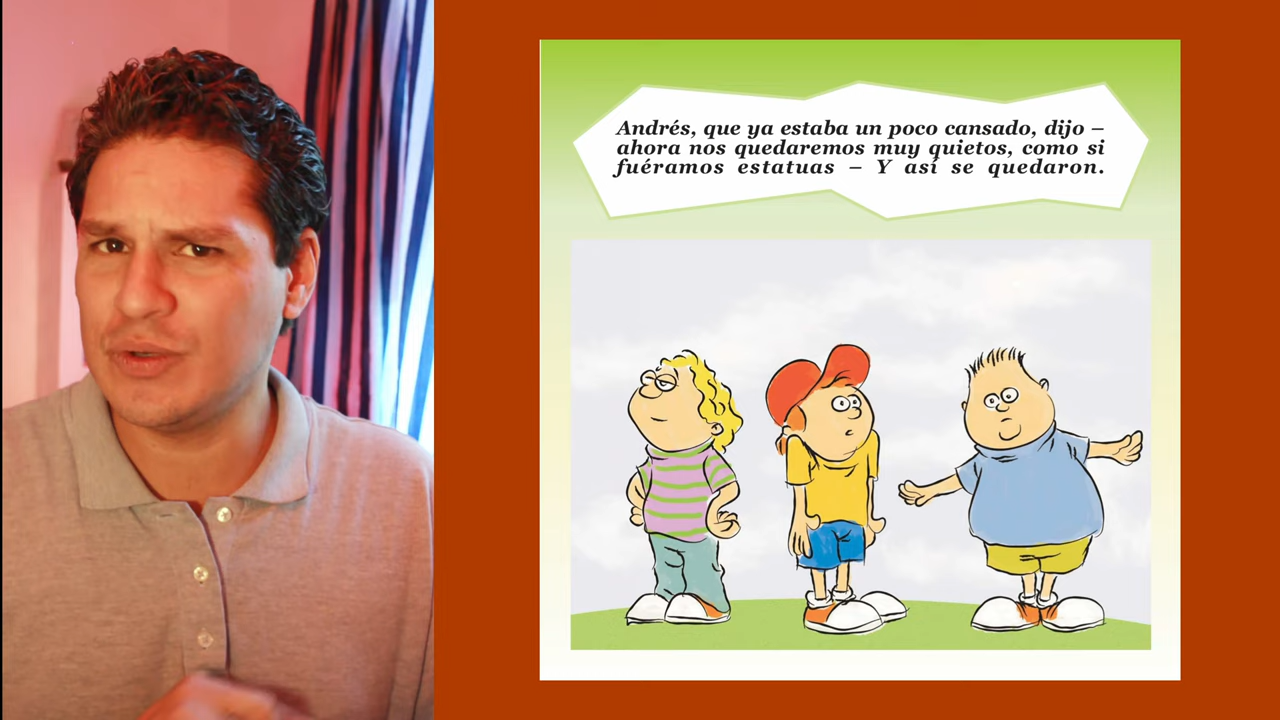 Andrés, que ya estaba un poco cansado, dijo –
ahora nos quedaremos muy quietos, como si
fuéramos estatuas – Y así se quedaron.